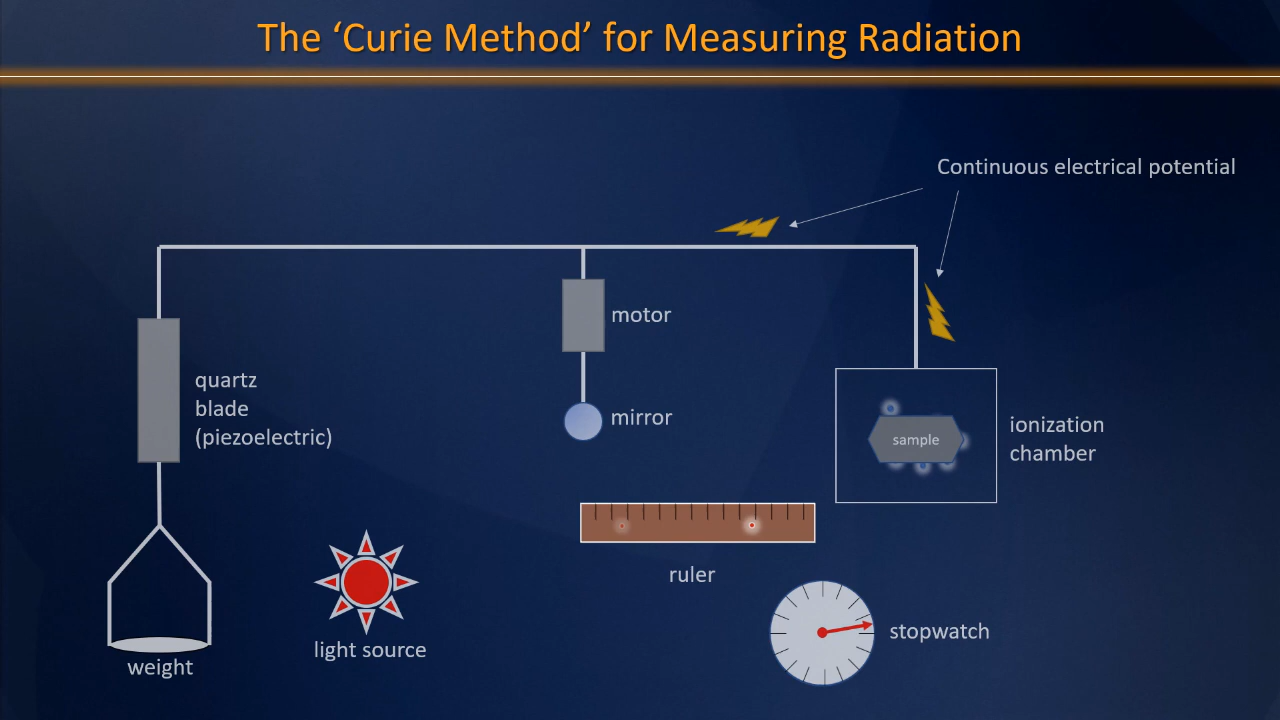 The ‘Curie Method’ for Measuring Radiation
Continuous electrical potential
motor
quartz
blade
(piezoelectric)
mirror
sample
ionization
chamber
ruler
stopwatch
light source
weight